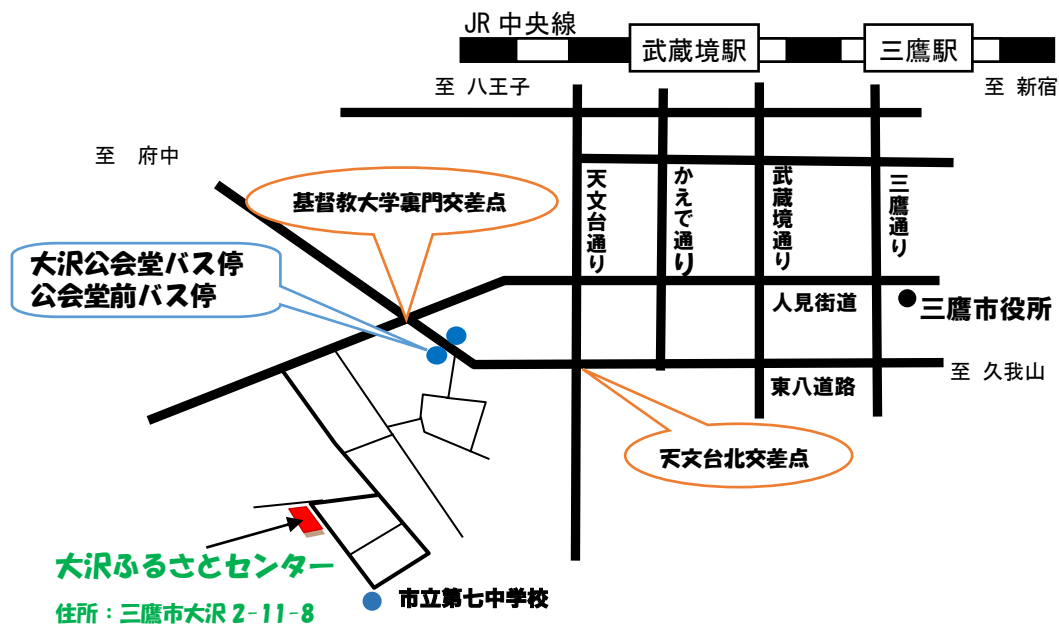 JR 中央線
武蔵境駅
三鷹駅
至 八王子
至 新宿
至 府中
基督教大学裏門交差点
天文台通り
かえで通り
武蔵境通り
三鷹通り
大沢公会堂バス停
公会堂前バス停
人見街道
三鷹市役所
至 久我山
東八道路
天文台北交差点
大沢ふるさとセンター
市立第七中学校
住所：三鷹市大沢 2-11-8